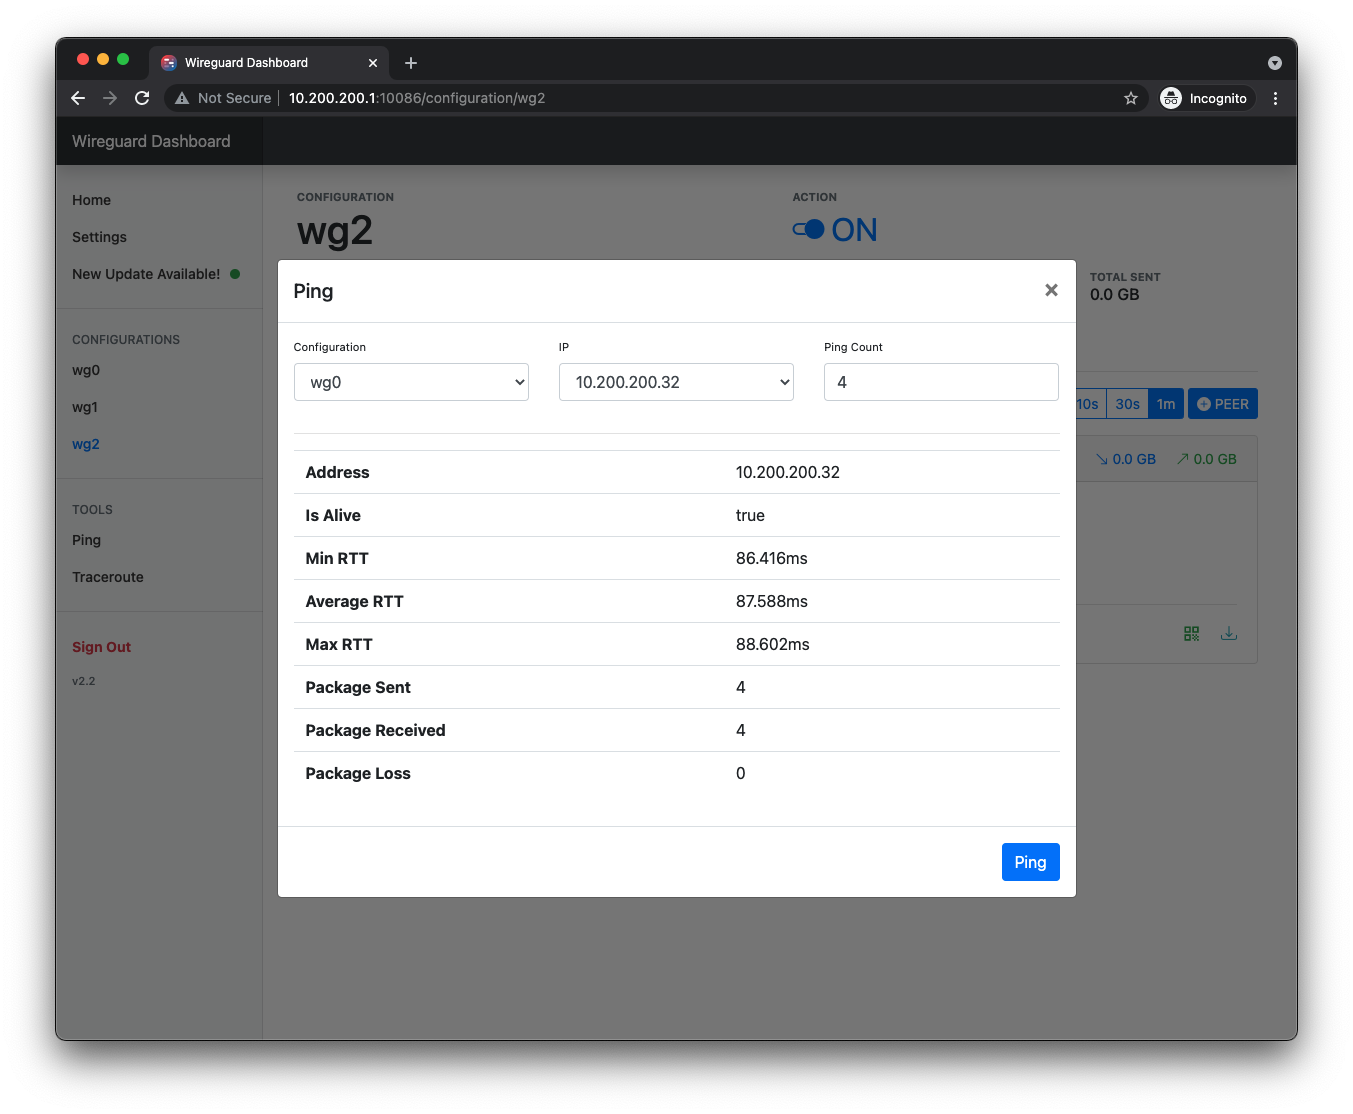 Wireguard Dashboard
Not Secure
10.200.200.1:10086/configuration/wg2
Incognito
Wireguard Dashboard
Home
Settings
New Update Available!
CONFIGURATIONS
wg0
wg1
wg2
TOOLS
Ping
Traceroute
Sign Out
v2.2
CONFIGURATION
wg2
ACTION
ON
TOTAL SENT
0.0 GB
10s 30s 1m PEER
0.0 GB 0.0 GB
Ping
Configuration IP Ping Count
wg0 10.200.200.32 4
Address 10.200.200.32
Is Alive true
Min RTT 86.416ms
Average RTT 87.588ms
Max RTT 88.602ms
Package Sent 4
Package Received 4
Package Loss 0
Ping